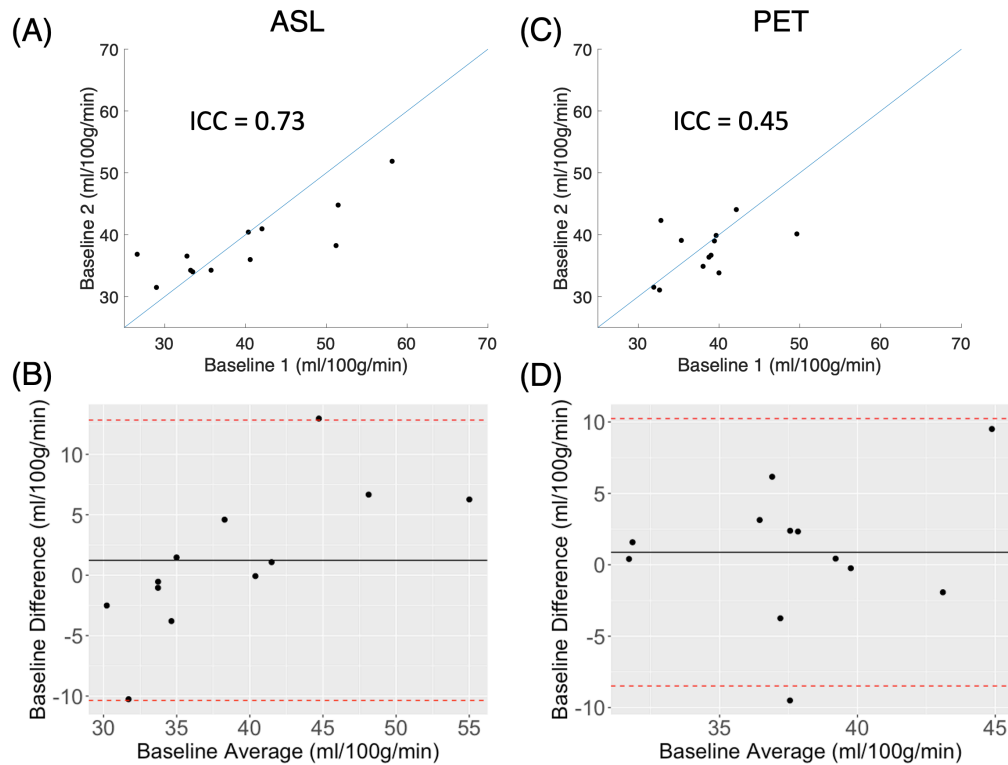 (A)
ASL
70
60
50
40
30
Baseline 2 (ml/100g/min)
ICC = 0.73
30 40 50 60 70
Baseline 1 (ml/100g/min)
(C)
PET
70
60
50
40
30
Baseline 2 (ml/100g/min)
ICC = 0.45
30 40 50 60 70
Baseline 1 (ml/100g/min)
(B)
10
5
0
-5
-10
Baseline Difference (ml/100g/min)
30 35 40 45 50 55
Baseline Average (ml/100g/min)
(D)
10
5
0
-5
-10
Baseline Difference (ml/100g/min)
35 40 45
Baseline Average (ml/100g/min)